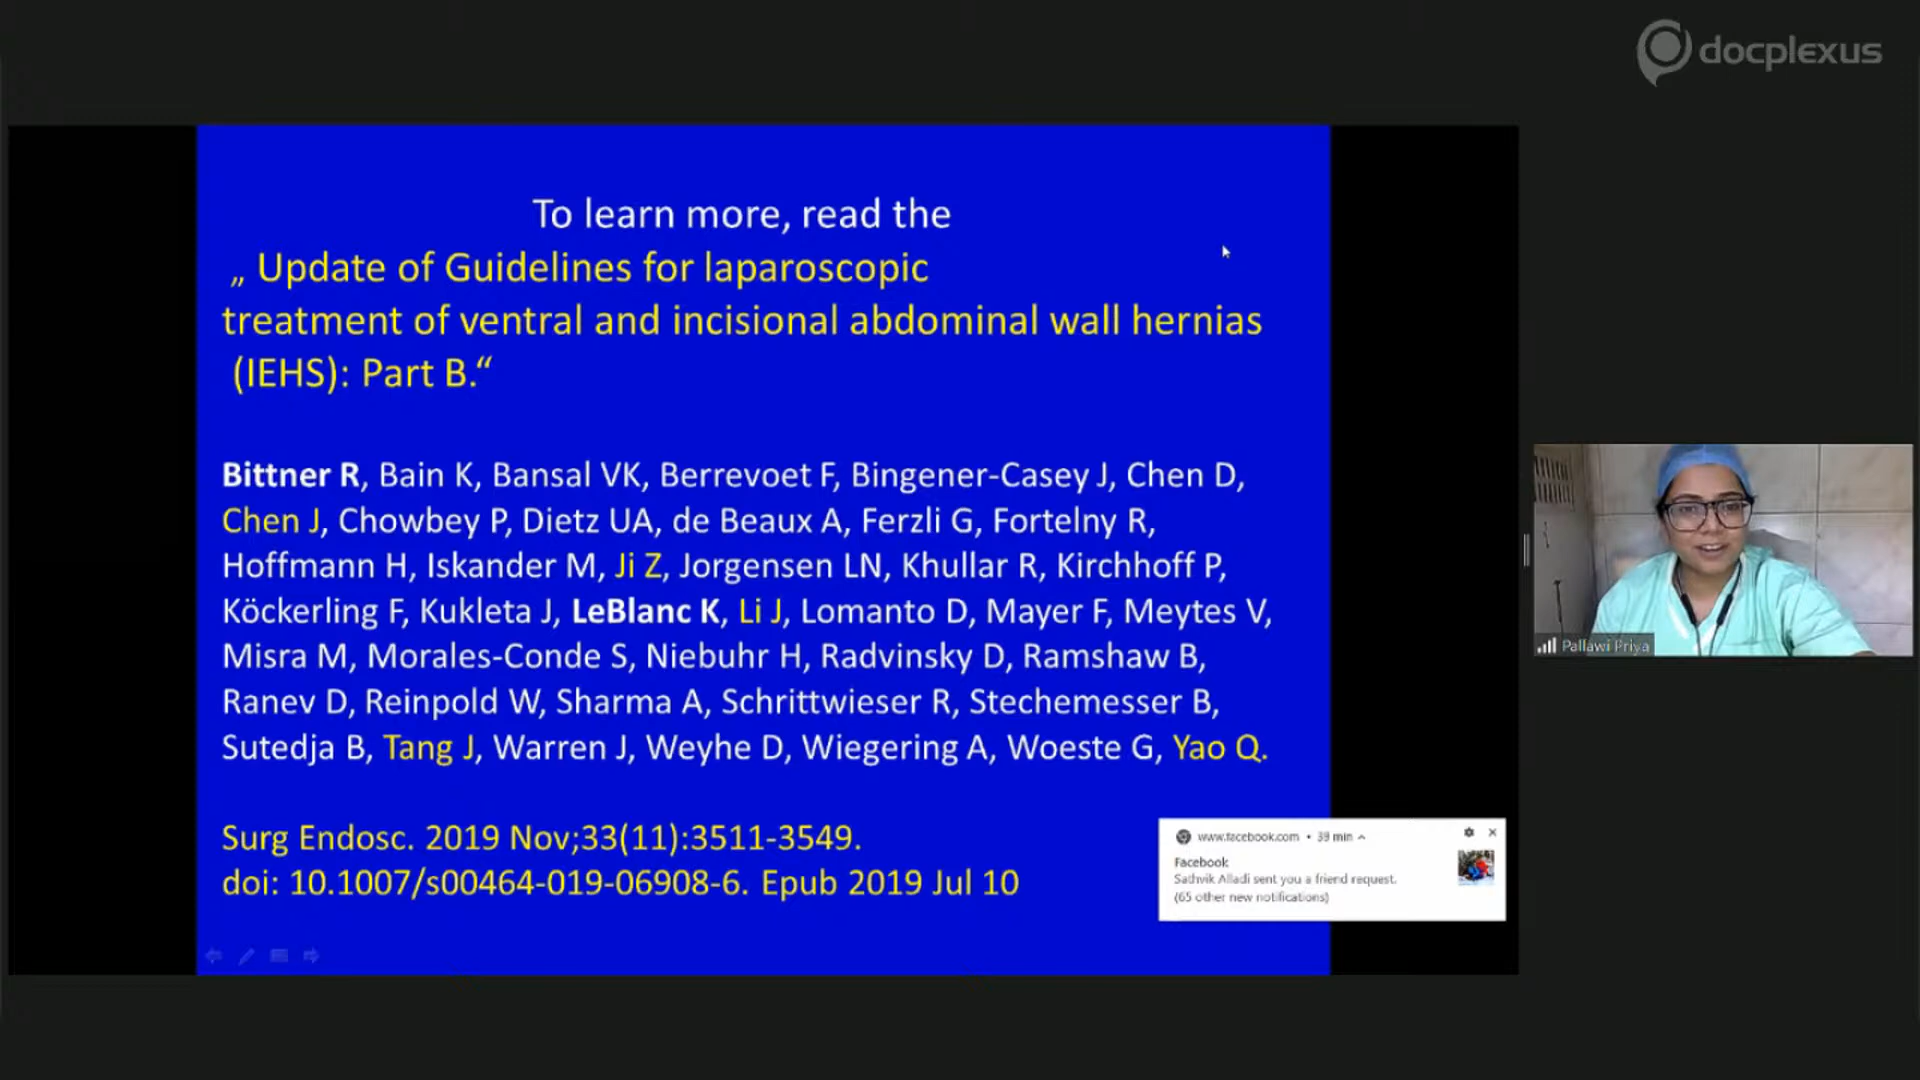 docplexus
To learn more, read the
„ Update of Guidelines for laparoscopic
treatment of ventral and incisional abdominal wall hernias
(IEHS): Part B.“
Bittner R, Bain K, Bansal VK, Berrevoet F, Bingener-Casey J, Chen D,
Chen J, Chowbey P, Dietz UA, de Beaux A, Ferzli G, Fortelny R,
Hoffmann H, Iskander M, Ji Z, Jorgensen LN, Khullar R, Kirchhoff P,
Köckerling F, Kukleta J, LeBlanc K, Li J, Lomanto D, Mayer F, Meytes V,
Misra M, Morales-Conde S, Niebuhr H, Radvinsky D, Ramshaw B,
Ranev D, Reinpold W, Sharma A, Schrittwieser R, Stechemesser B,
Sutedja B, Tang J, Warren J, Weyhe D, Wiegering A, Woeste G, Yao Q.
Surg Endosc. 2019 Nov;33(11):3511-3549.
doi: 10.1007/s00464-019-06908-6. Epub 2019 Jul 10
www.facebook.com • 39 min
Facebook
Sathvik Alladi sent you a friend request.
(65 other new notifications)
Pallawi Priya